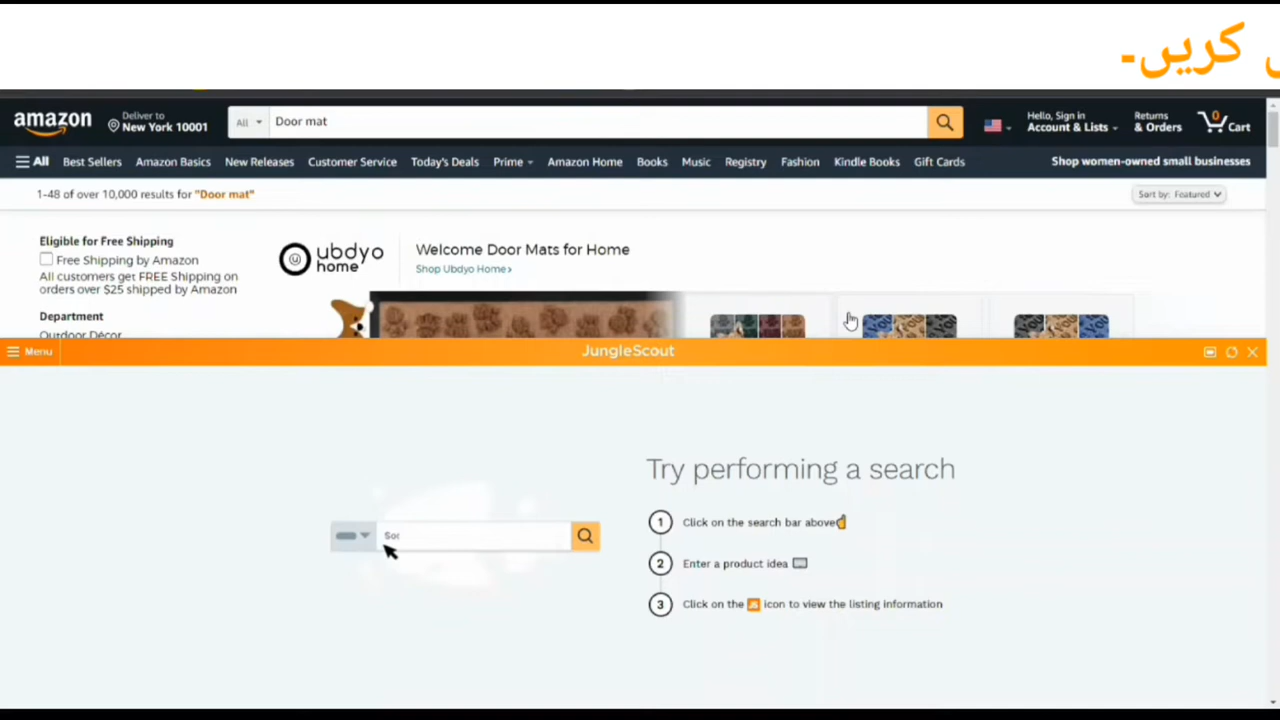 کریں۔
amazon
Deliver to
New York 10001
All
Door mat
Hello, Sign in
Account & Lists
Returns
& Orders
0
Cart
All
Best Sellers
Amazon Basics
New Releases
Customer Service
Today's Deals
Prime
Amazon Home
Books
Music
Registry
Fashion
Kindle Books
Gift Cards
Shop women-owned small businesses
1-48 of over 10,000 results for "Door mat"
Sort by: Featured
Eligible for Free Shipping
Free Shipping by Amazon
All customers get FREE Shipping on
orders over $25 shipped by Amazon
Department
Outdoor Décor
ubdyo
home
Welcome Door Mats for Home
Shop Ubdyo Home ›
Menu
JungleScout
Try performing a search
1 Click on the search bar above
2 Enter a product idea
3 Click on the JS icon to view the listing information